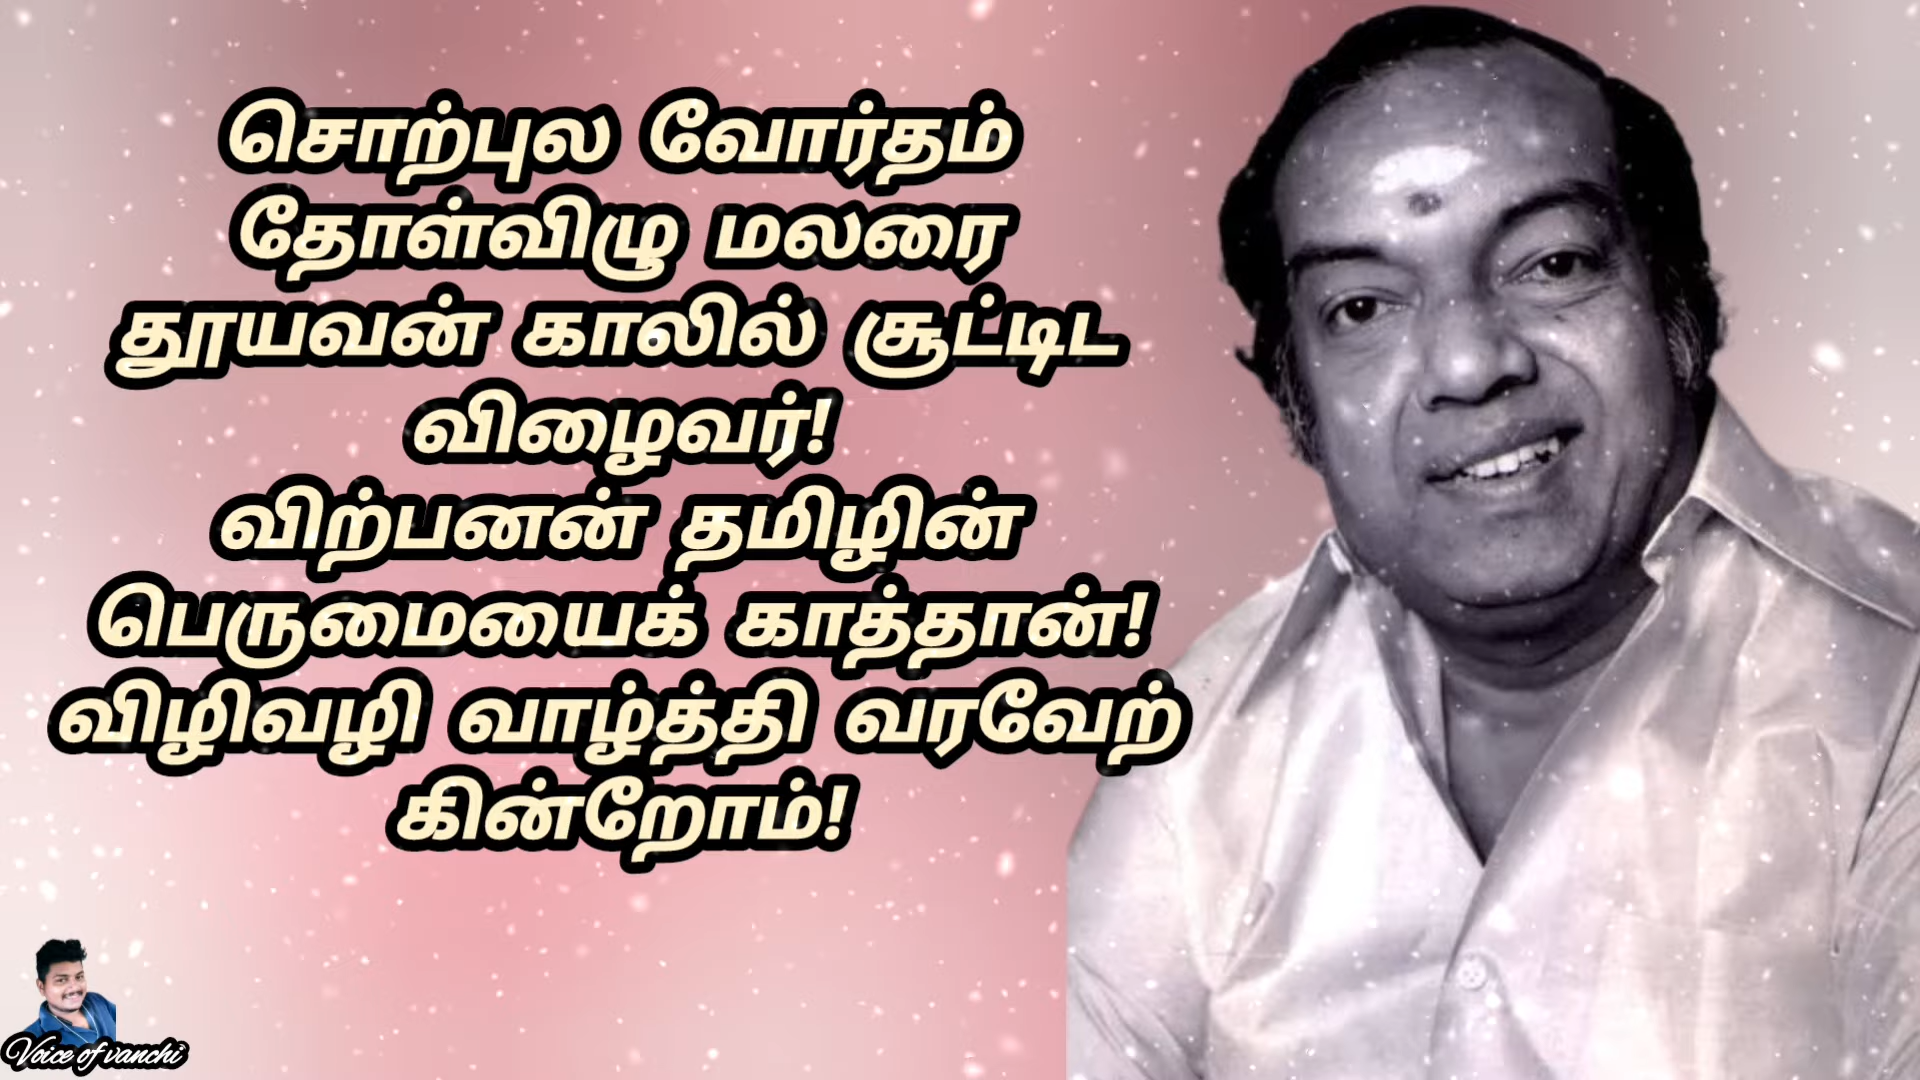 சொற்புல வோர்தம்
தோள்விழு மலரை
தூயவன் காலில் சூட்டிட
விழைவர்!
விற்பனன் தமிழின்
பெருமையைக் காத்தான்!
விழிவழி வாழ்த்தி வரவேற்
கின்றோம்!
Voice of vanchi